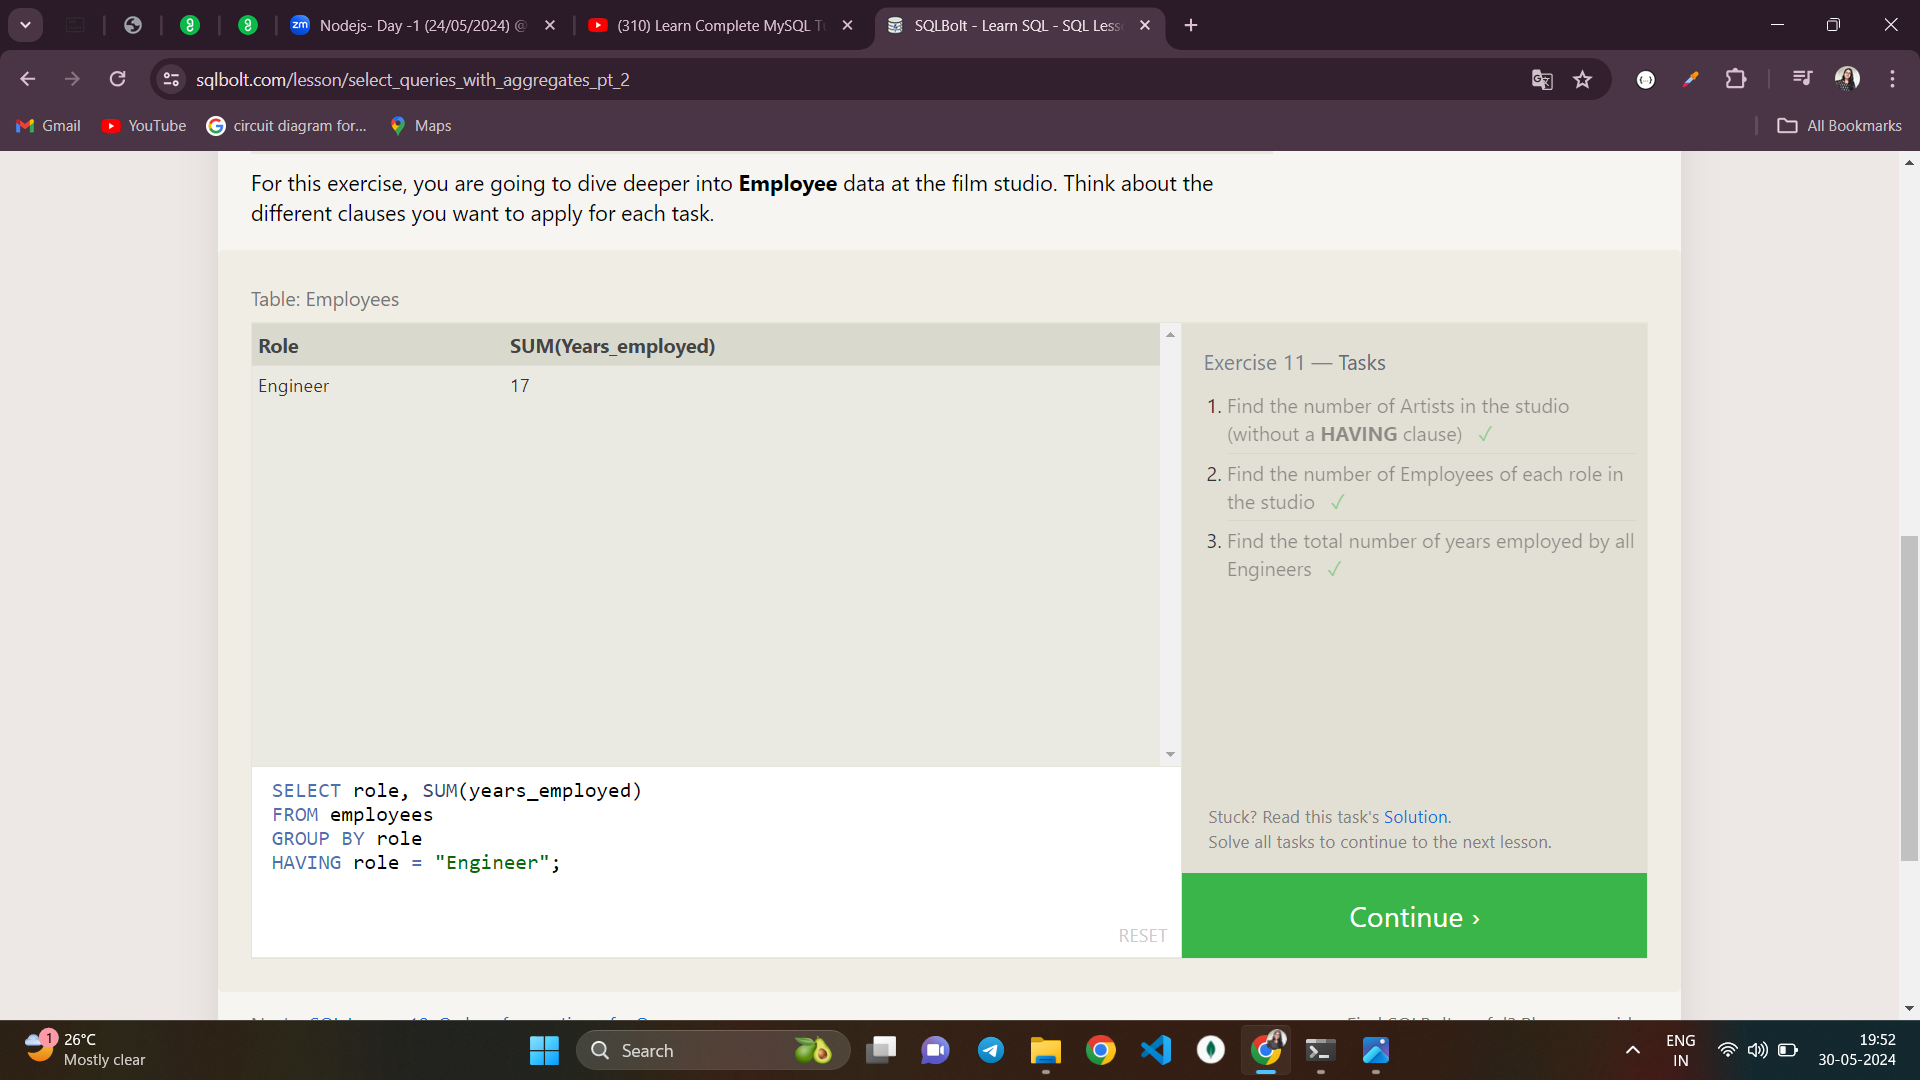 Nodejs- Day -1 (24/05/2024) @
(310) Learn Complete MySQL Tu
SQLBolt - Learn SQL - SQL Less
sqlbolt.com/lesson/select_queries_with_aggregates_pt_2
Gmail
YouTube
circuit diagram for...
Maps
All Bookmarks
For this exercise, you are going to dive deeper into Employee data at the film studio. Think about the
different clauses you want to apply for each task.
Table: Employees
Role SUM(Years_employed)
Engineer 17
Exercise 11 — Tasks
1. Find the number of Artists in the studio
(without a HAVING clause) ✓
2. Find the number of Employees of each role in
the studio ✓
3. Find the total number of years employed by all
Engineers ✓
SELECT role, SUM(years_employed)
FROM employees
GROUP BY role
HAVING role = "Engineer";
RESET
Stuck? Read this task's Solution.
Solve all tasks to continue to the next lesson.
Continue ›
1
26°C
Mostly clear
Search
ENG
IN
19:52
30-05-2024